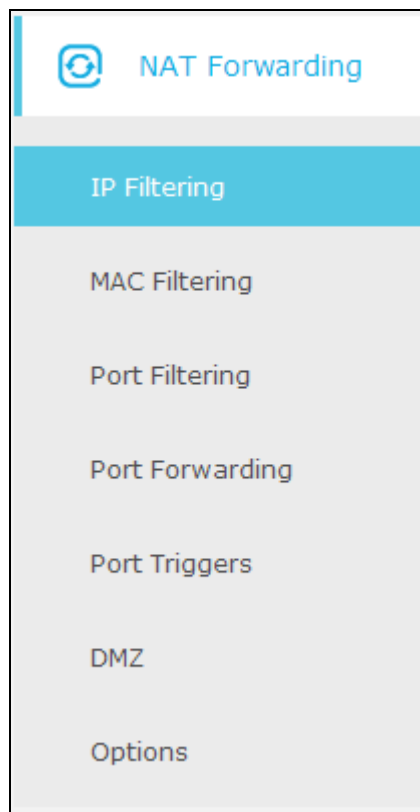 NAT Forwarding
IP Filtering
MAC Filtering
Port Filtering
Port Forwarding
Port Triggers
DMZ
Options